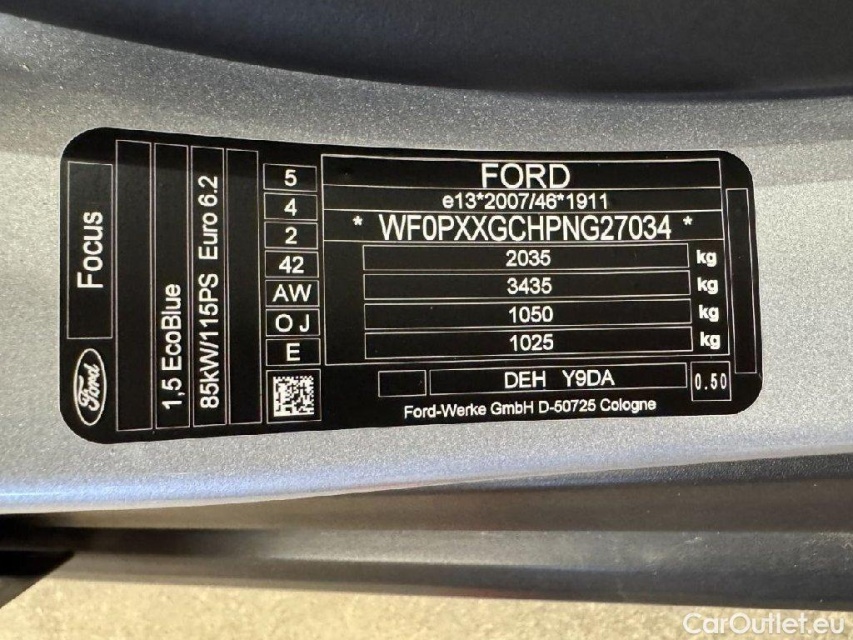 Focus
Ford
1,5 EcoBlue
85kW/115PS Euro 6.2
5
4
2
42
AW
OJ
E
FORD
e13*2007/46*1911
* WF0PXXGCHPNG27034 *
2035 kg
3435 kg
1050 kg
1025 kg
DEH Y9DA
0.50
Ford-Werke GmbH D-50725 Cologne
CarOutlet.eu